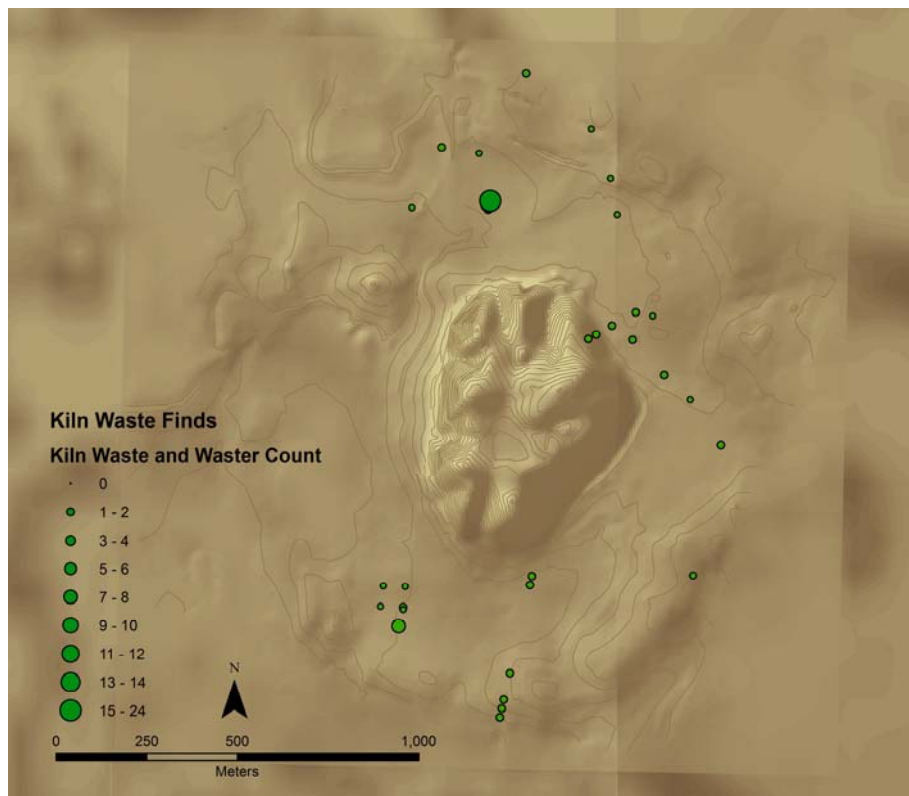 Kiln Waste Finds
Kiln Waste and Waster Count
0
1 - 2
3 - 4
5 - 6
7 - 8
9 - 10
11 - 12
13 - 14
15 - 24
N
0 250 500 1,000
Meters